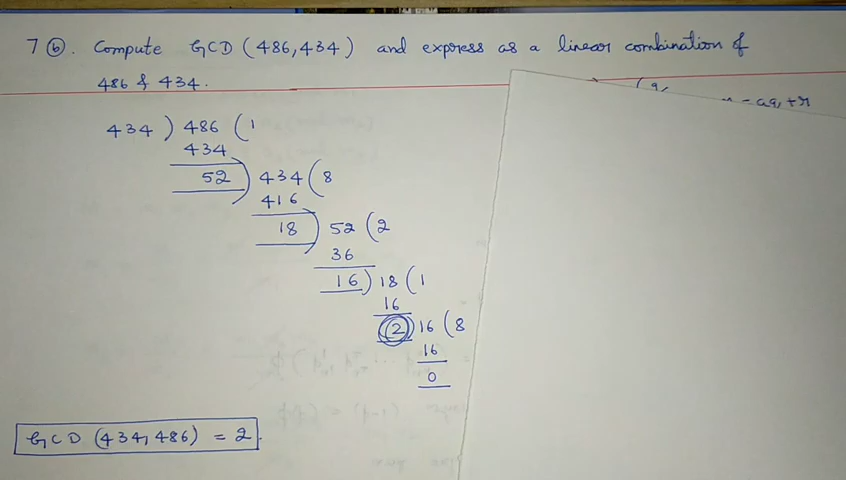 7 (b). Compute GCD (486,434) and express as a linear combination of
486 & 434.
434 ) 486 ( 1
434
52 ) 434 ( 8
416
18 ) 52 ( 2
36
16 ) 18 ( 1
16
2 ) 16 ( 8
16
0
GCD (434, 486) = 2.